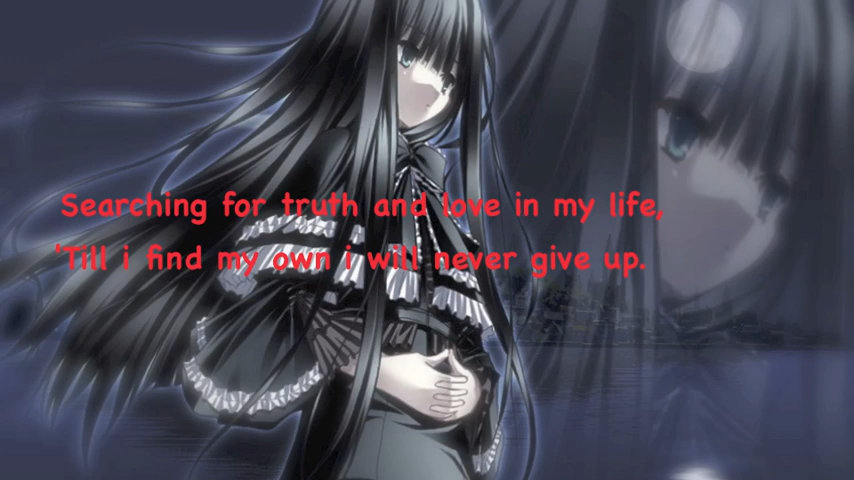 Searching for truth and love in my life,
'Till i find my own i will never give up.